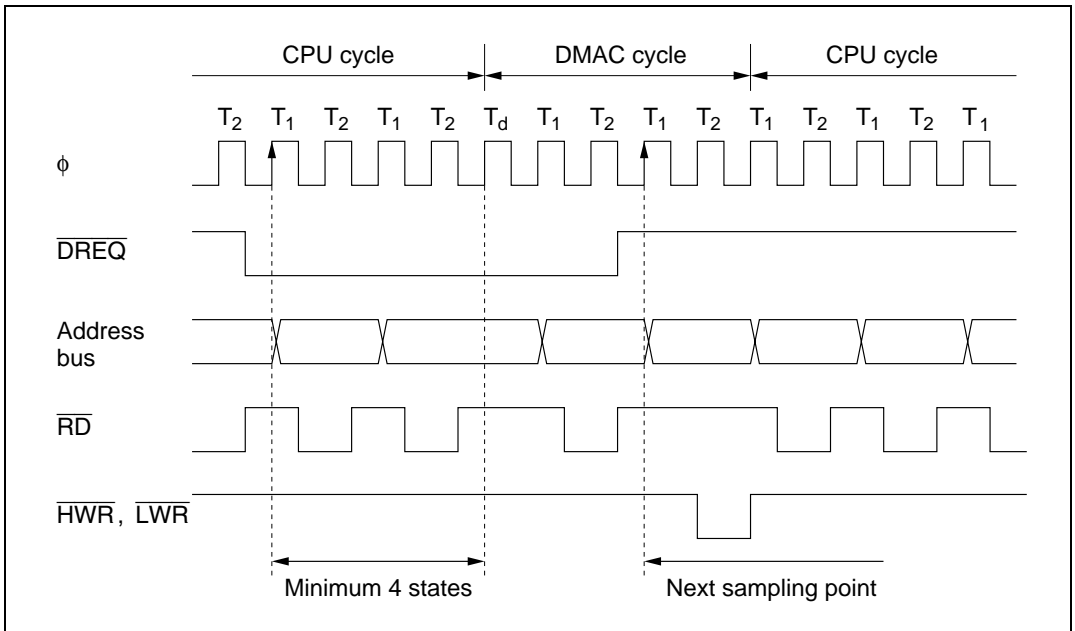 CPU cycle DMAC cycle CPU cycle
T2 T1 T2 T1 T2 Td T1 T2 T1 T2 T1 T2 T1 T2 T1
ϕ
DREQ
Address
bus
RD
HWR, LWR
Minimum 4 states Next sampling point